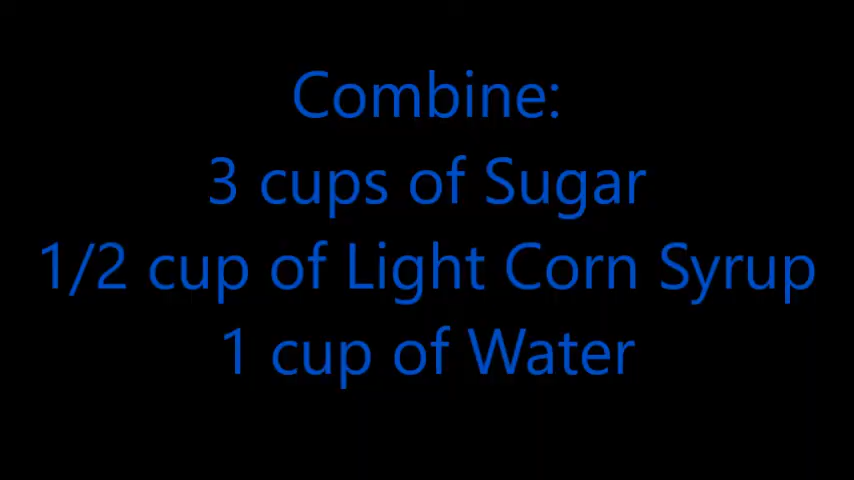 Combine:
3 cups of Sugar
1/2 cup of Light Corn Syrup
1 cup of Water